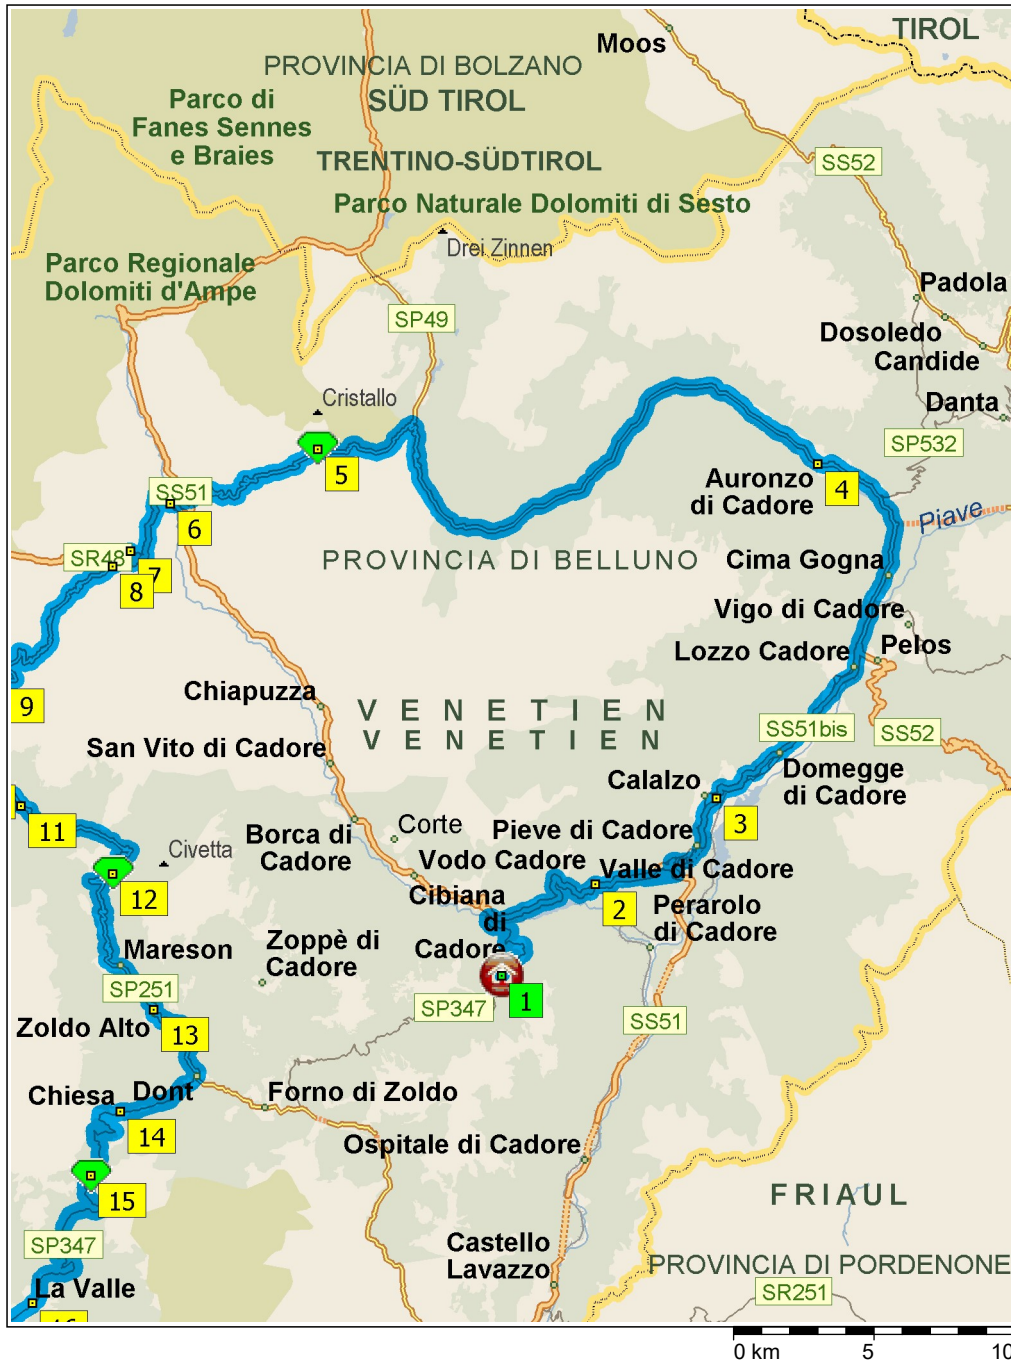 TIROL
Moos
PROVINCIA DI BOLZANO
SÜD TIROL
Parco di
Fanes Sennes
e Braies
TRENTINO-SÜDTIROL
SS52
Parco Naturale Dolomiti di Sesto
Drei Zinnen
Parco Regionale
Dolomiti d'Ampe
Padola
SP49
Dosoledo
Candide
Cristallo
Danta
SP532
5
Auronzo
di Cadore
4
SS51
6
Piave
SR48
7
8
PROVINCIA DI BELLUNO
Cima Gogna
Vigo di Cadore
Lozzo Cadore
Pelos
9
Chiapuzza
VENETIEN
VENETIEN
SS51bis
SS52
San Vito di Cadore
Domegge
di Cadore
Calalzo
3
11
Borca di
Cadore
Corte
Pieve di Cadore
Civetta
Vodo Cadore
Valle di Cadore
12
Cibiana
di
Cadore
2
Perarolo
di Cadore
Mareson
Zoppè di
Cadore
SP251
1
SP347
SS51
Zoldo Alto
13
Chiesa
Dont
Forno di Zoldo
14
Ospitale di Cadore
15
FRIAUL
SP347
Castello
Lavazzo
PROVINCIA DI PORDENONE
La Valle
SR251
16
0 km
5
10